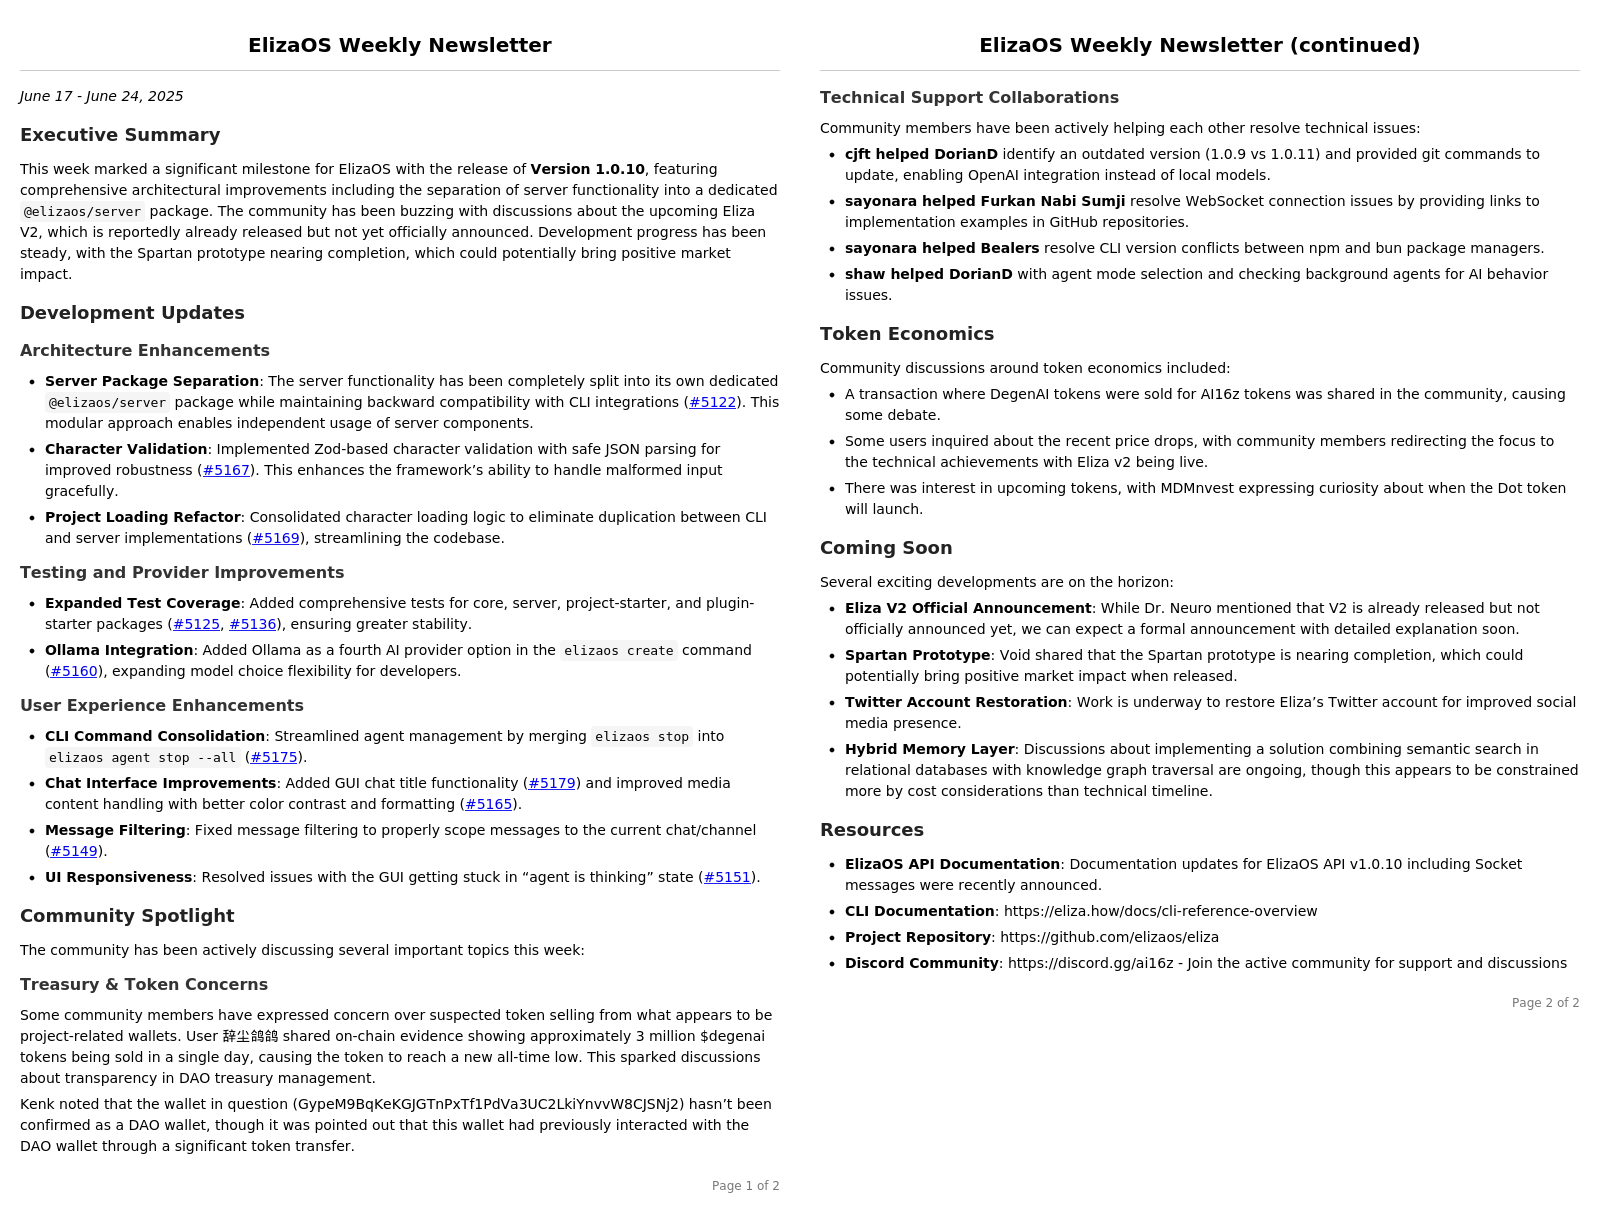 ElizaOS Weekly Newsletter
June 17 - June 24, 2025
Executive Summary
This week marked a significant milestone for ElizaOS with the release of Version 1.0.10, featuring
comprehensive architectural improvements including the separation of server functionality into a dedicated
@elizaos/server package. The community has been buzzing with discussions about the upcoming Eliza
V2, which is reportedly already released but not yet officially announced. Development progress has been
steady, with the Spartan prototype nearing completion, which could potentially bring positive market
impact.
Development Updates
Architecture Enhancements
• Server Package Separation: The server functionality has been completely split into its own dedicated
@elizaos/server package while maintaining backward compatibility with CLI integrations (#5122). This
modular approach enables independent usage of server components.
• Character Validation: Implemented Zod-based character validation with safe JSON parsing for
improved robustness (#5167). This enhances the framework’s ability to handle malformed input
gracefully.
• Project Loading Refactor: Consolidated character loading logic to eliminate duplication between CLI
and server implementations (#5169), streamlining the codebase.
Testing and Provider Improvements
• Expanded Test Coverage: Added comprehensive tests for core, server, project-starter, and plugin-
starter packages (#5125, #5136), ensuring greater stability.
• Ollama Integration: Added Ollama as a fourth AI provider option in the elizaos create command
(#5160), expanding model choice flexibility for developers.
User Experience Enhancements
• CLI Command Consolidation: Streamlined agent management by merging elizaos stop into
elizaos agent stop --all (#5175).
• Chat Interface Improvements: Added GUI chat title functionality (#5179) and improved media
content handling with better color contrast and formatting (#5165).
• Message Filtering: Fixed message filtering to properly scope messages to the current chat/channel
(#5149).
• UI Responsiveness: Resolved issues with the GUI getting stuck in “agent is thinking” state (#5151).
Community Spotlight
The community has been actively discussing several important topics this week:
Treasury & Token Concerns
Some community members have expressed concern over suspected token selling from what appears to be
project-related wallets. User 辞尘鸽鸽 shared on-chain evidence showing approximately 3 million $degenai
tokens being sold in a single day, causing the token to reach a new all-time low. This sparked discussions
about transparency in DAO treasury management.
Kenk noted that the wallet in question (GypeM9BqKeKGJGTnPxTf1PdVa3UC2LkiYnvvW8CJSNj2) hasn’t been
confirmed as a DAO wallet, though it was pointed out that this wallet had previously interacted with the
DAO wallet through a significant token transfer.
Page 1 of 2
ElizaOS Weekly Newsletter (continued)
Technical Support Collaborations
Community members have been actively helping each other resolve technical issues:
• cjft helped DorianD identify an outdated version (1.0.9 vs 1.0.11) and provided git commands to
update, enabling OpenAI integration instead of local models.
• sayonara helped Furkan Nabi Sumji resolve WebSocket connection issues by providing links to
implementation examples in GitHub repositories.
• sayonara helped Bealers resolve CLI version conflicts between npm and bun package managers.
• shaw helped DorianD with agent mode selection and checking background agents for AI behavior
issues.
Token Economics
Community discussions around token economics included:
• A transaction where DegenAI tokens were sold for AI16z tokens was shared in the community, causing
some debate.
• Some users inquired about the recent price drops, with community members redirecting the focus to
the technical achievements with Eliza v2 being live.
• There was interest in upcoming tokens, with MDMnvest expressing curiosity about when the Dot token
will launch.
Coming Soon
Several exciting developments are on the horizon:
• Eliza V2 Official Announcement: While Dr. Neuro mentioned that V2 is already released but not
officially announced yet, we can expect a formal announcement with detailed explanation soon.
• Spartan Prototype: Void shared that the Spartan prototype is nearing completion, which could
potentially bring positive market impact when released.
• Twitter Account Restoration: Work is underway to restore Eliza’s Twitter account for improved social
media presence.
• Hybrid Memory Layer: Discussions about implementing a solution combining semantic search in
relational databases with knowledge graph traversal are ongoing, though this appears to be constrained
more by cost considerations than technical timeline.
Resources
• ElizaOS API Documentation: Documentation updates for ElizaOS API v1.0.10 including Socket
messages were recently announced.
• CLI Documentation: https://eliza.how/docs/cli-reference-overview
• Project Repository: https://github.com/elizaos/eliza
• Discord Community: https://discord.gg/ai16z - Join the active community for support and discussions
Page 2 of 2